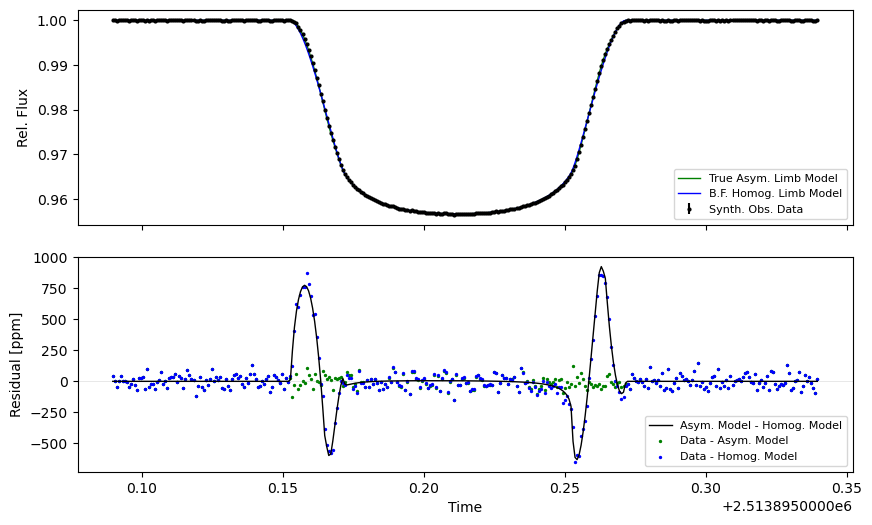 1.00
0.99
0.98
0.97
0.96
Rel. Flux
True Asym. Limb Model
B.F. Homog. Limb Model
Synth. Obs. Data
1000
750
500
250
0
−250
−500
Residual [ppm]
Asym. Model - Homog. Model
Data - Asym. Model
Data - Homog. Model
0.10
0.15
0.20
0.25
0.30
0.35
Time
+2.5138950000e6